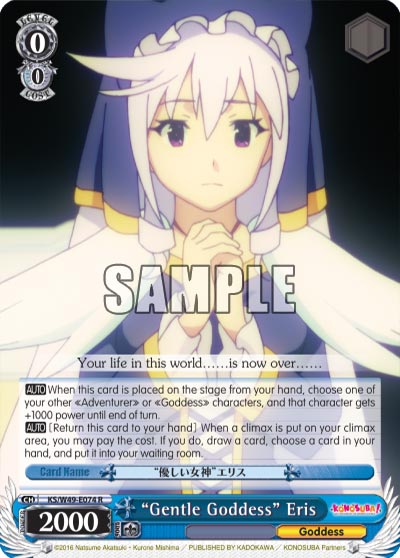 LEVEL
0
0
COST
SAMPLE
Your life in this world……is now over……
AUTO When this card is placed on the stage from your hand, choose one of
your other «Adventurer» or «Goddess» characters, and that character gets
+1000 power until end of turn.
AUTO [Return this card to your hand] When a climax is put on your climax
area, you may pay the cost. If you do, draw a card, choose a card in your
hand, and put it into your waiting room.
Card Name
“優しい女神”エリス
CH
KS/W49-E074 R
“Gentle Goddess” Eris
KONOSUBA!
2000
Goddess
©2016 Natsume Akatsuki・Kurone Mishima / PUBLISHED BY KADOKAWA / KONOSUBA Partners